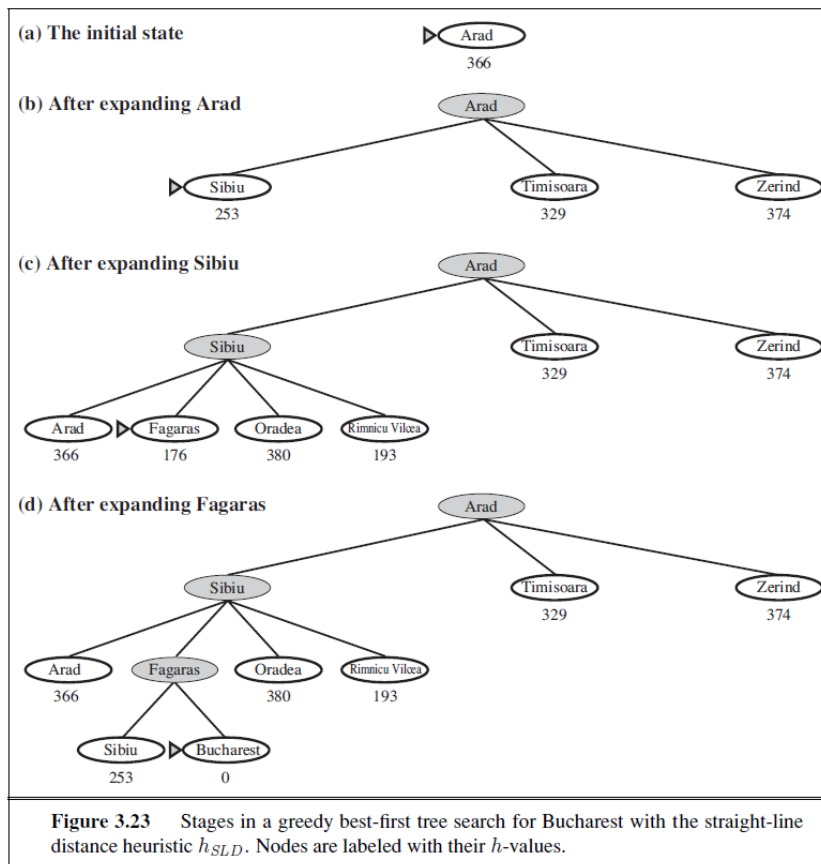 (a) The initial state
Arad
366
(b) After expanding Arad
Arad
Sibiu Timisoara Zerind
253 329 374
(c) After expanding Sibiu
Arad
Sibiu Timisoara Zerind
329 374
Arad Fagaras Oradea Rimnicu Vilcea
366 176 380 193
(d) After expanding Fagaras
Arad
Sibiu Timisoara Zerind
329 374
Arad Fagaras Oradea Rimnicu Vilcea
366 380 193
Sibiu Bucharest
253 0
Figure 3.23 Stages in a greedy best-first tree search for Bucharest with the straight-line
distance heuristic hSLD. Nodes are labeled with their h-values.